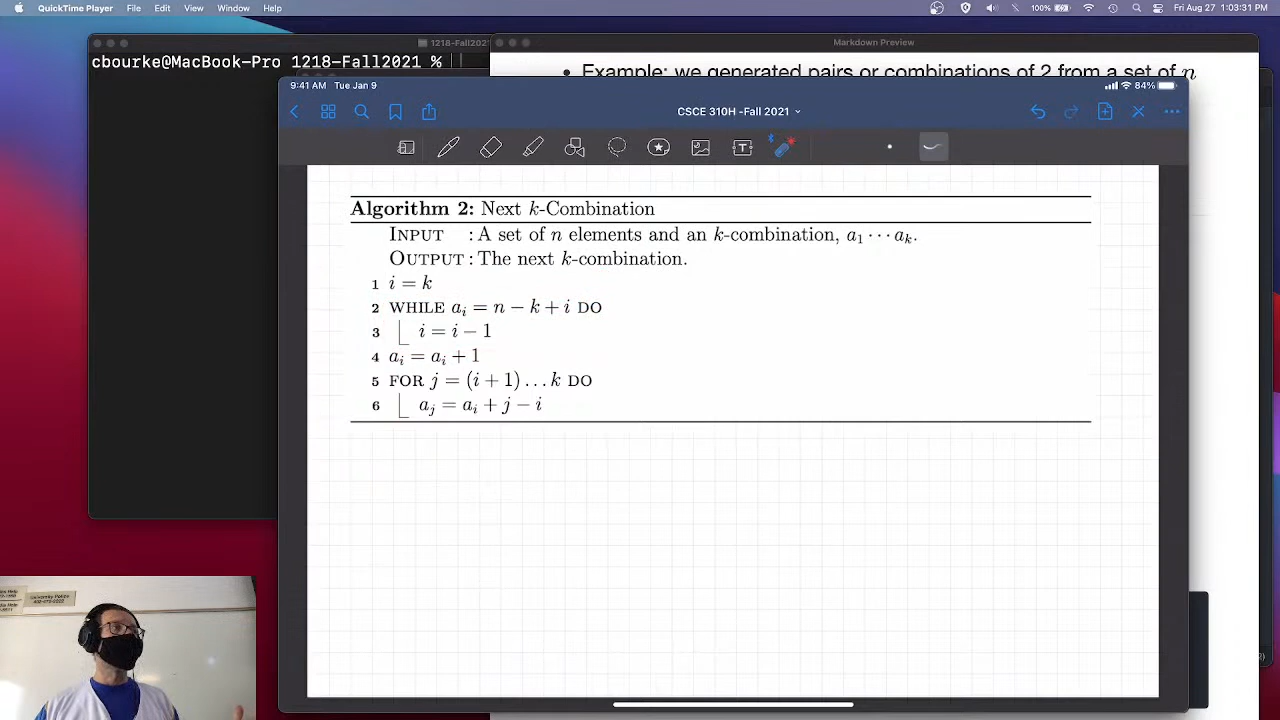 QuickTime Player File Edit View Window Help
100% Fri Aug 27 1:03:31 PM
1218-Fall2021
Markdown Preview
cbourke@MacBook-Pro 1218-Fall2021 %
• Example: we generated pairs or combinations of 2 from a set of n
9:41 AM Tue Jan 9
84%
CSCE 310H -Fall 2021
T
Algorithm 2: Next k-Combination
INPUT : A set of n elements and an k-combination, a₁ ⋯ aₖ.
OUTPUT : The next k-combination.
1 i = k
2 WHILE aᵢ = n − k + i DO
3 i = i − 1
4 aᵢ = aᵢ + 1
5 FOR j = (i + 1) … k DO
6 aⱼ = aᵢ + j − i
University Police